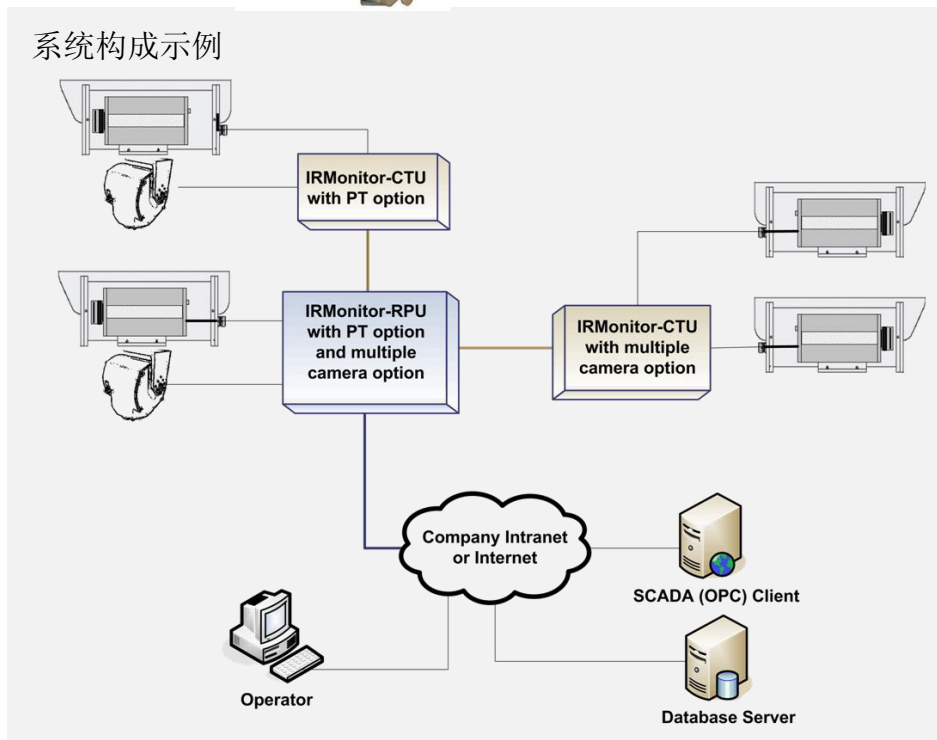 系统构成示例
IRMonitor-CTU
with PT option
IRMonitor-RPU
with PT option
and multiple
camera option
IRMonitor-CTU
with multiple
camera option
Company Intranet
or Internet
SCADA (OPC) Client
Operator
Database Server